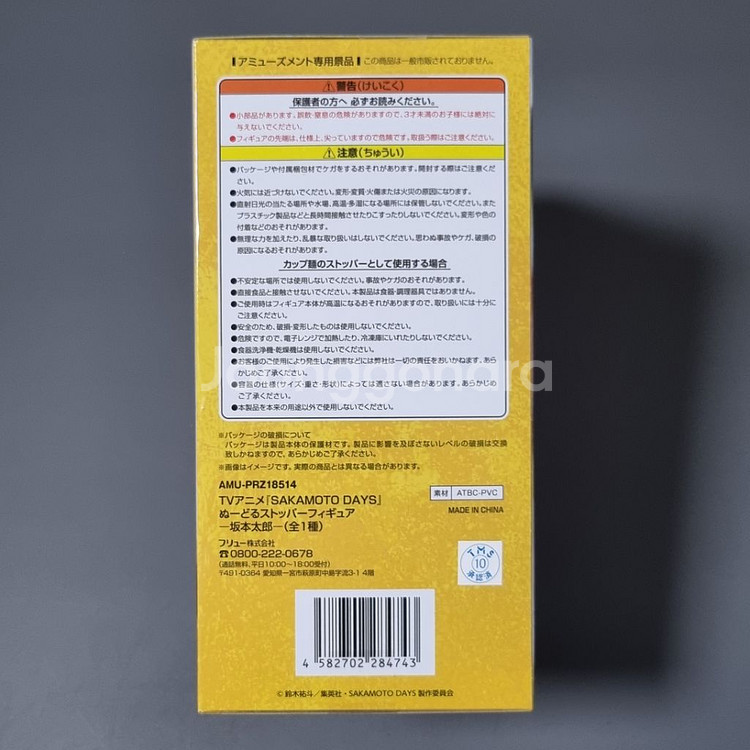 アミューズメント専用景品 この商品は一般市販されておりません。
⚠警告(けいこく)
保護者の方へ 必ずお読みください。
●小部品があります。誤飲・窒息の危険がありますので、3才未満のお子様には絶対に
与えないでください。
●フィギュアの先端は、仕様上、尖っていますので危険です。取扱う際はご注意ください。
⚠注意(ちゅうい)
●パッケージや付属梱包材でケガをするおそれがあります。開封する際はご注意くださ
い。
●火気には近づけないでください。変形・変質・火傷または火災の原因になります。
●直射日光の当たる場所や水場、高温・多湿になる場所には保管しないでください。また
プラスチック製品などと長時間接触させたりこすったりしないでください。変形や色の
付着などのおそれがあります。
●無理な力を加えたり、乱暴な取り扱いはしないでください。思わぬ事故やケガ、破損の
原因になるおそれがあります。
カップ麺のストッパーとして使用する場合
●不安定な場所では使用しないでください。事故やケガのおそれがあります。
●直接食品と接触させないでください。本製品は食器・調理器具ではありません。
●ご使用時はフィギュア本体が高温になるおそれがありますので、取り扱いには十分に
ご注意ください。
●安全のため、破損・変形したものは使用しないでください。
●危険ですので、電子レンジで加熱したり、冷凍庫にいれたりしないでください。
●食器洗浄機・乾燥機は使用しないでください。
●お客様のご使用により発生した損害などには弊社は一切の責任をおいかねます。あら
かじめご了承ください。
●容器の仕様(サイズ・重さ・形状)によっては適さない場合があります。あらかじめ
ご了承ください。
●本製品を本来の用途以外で使用しないでください。
Joonggonara
※パッケージの破損について
パッケージは製品本体の保護材です。製品に影響を及ぼさないレベルの破損は交換
致しかねますので、あらかじめご了承ください。
※画像はイメージです。実際の商品とは異なる場合があります。
AMU-PRZ18514
TVアニメ「SAKAMOTO DAYS」
ぬーどるストッパーフィギュア
―坂本太郎―(全1種)
素材 ATBC-PVC
MADE IN CHINA
フリュー株式会社
☎0800-222-0678
(通話無料、平日10:00〜18:00受付)
〒491-0364 愛知県一宮市萩原町中島字流3-1 4階
TMS
10
4 582702 284743
© 鈴木祐斗／集英社・SAKAMOTO DAYS 製作委員会